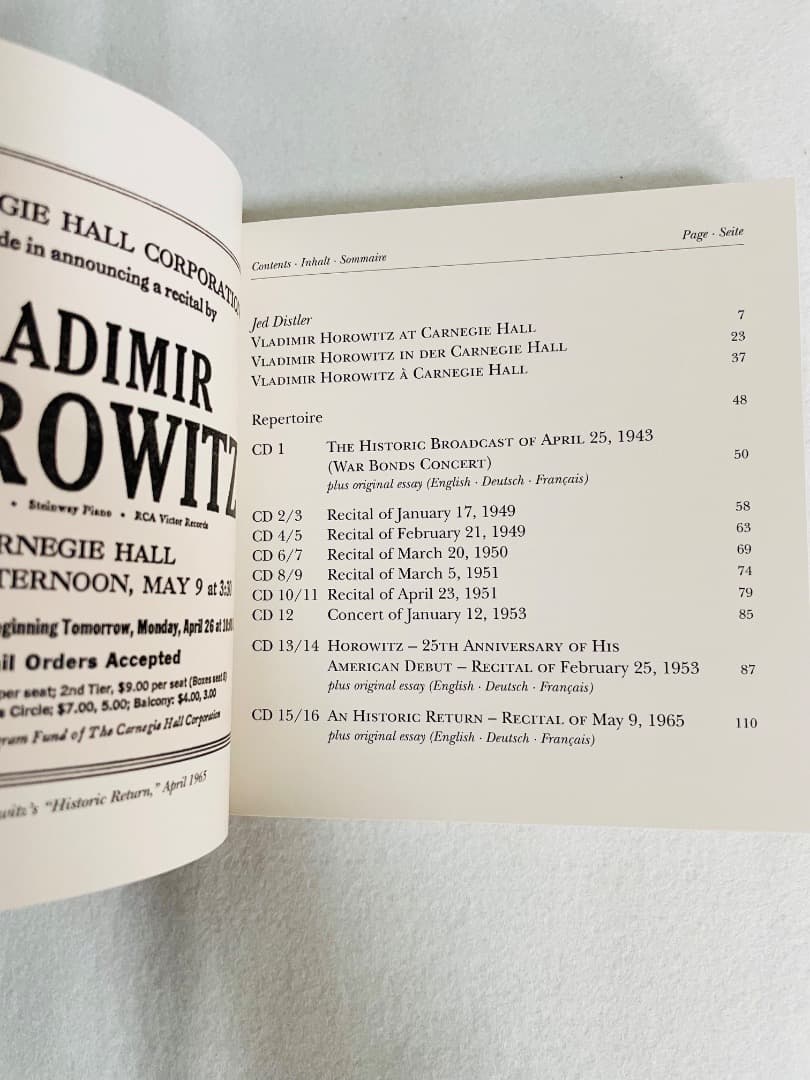 GIE HALL CORPORATION
de in announcing a recital by
ADIMIR
ROWITZ
• Steinway Piano • RCA Victor Records
RNEGIE HALL
TERNOON, MAY 9 at 3:30
ginning Tomorrow, Monday, April 26 at
il Orders Accepted
per seat; 2nd Tier, $9.00 per seat (Boxes seat 8)
s Circle; $7.00, 5.00; Balcony: $4.00, 3.00
ram Fund of The Carnegie Hall Corporation
witz's "Historic Return," April 1965
Contents · Inhalt · Sommaire Page · Seite
Jed Distler
Vladimir Horowitz at Carnegie Hall 7
Vladimir Horowitz in der Carnegie Hall 23
Vladimir Horowitz à Carnegie Hall 37
Repertoire 48
CD 1 The Historic Broadcast of April 25, 1943
(War Bonds Concert) 50
plus original essay (English · Deutsch · Français)
CD 2/3 Recital of January 17, 1949 58
CD 4/5 Recital of February 21, 1949 63
CD 6/7 Recital of March 20, 1950 69
CD 8/9 Recital of March 5, 1951 74
CD 10/11 Recital of April 23, 1951 79
CD 12 Concert of January 12, 1953 85
CD 13/14 Horowitz – 25th Anniversary of His
American Debut – Recital of February 25, 1953 87
plus original essay (English · Deutsch · Français)
CD 15/16 An Historic Return – Recital of May 9, 1965 110
plus original essay (English · Deutsch · Français)